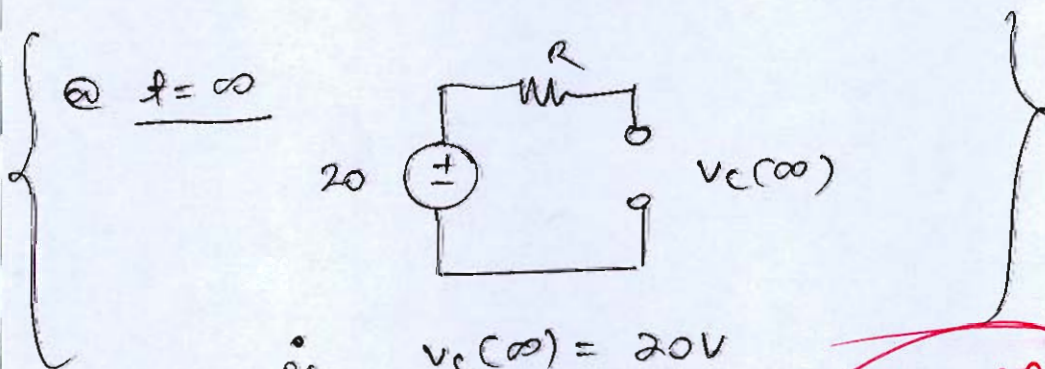 @ t = ∞
R
20
+
-
vc(∞)
∴ vc(∞) = 20V